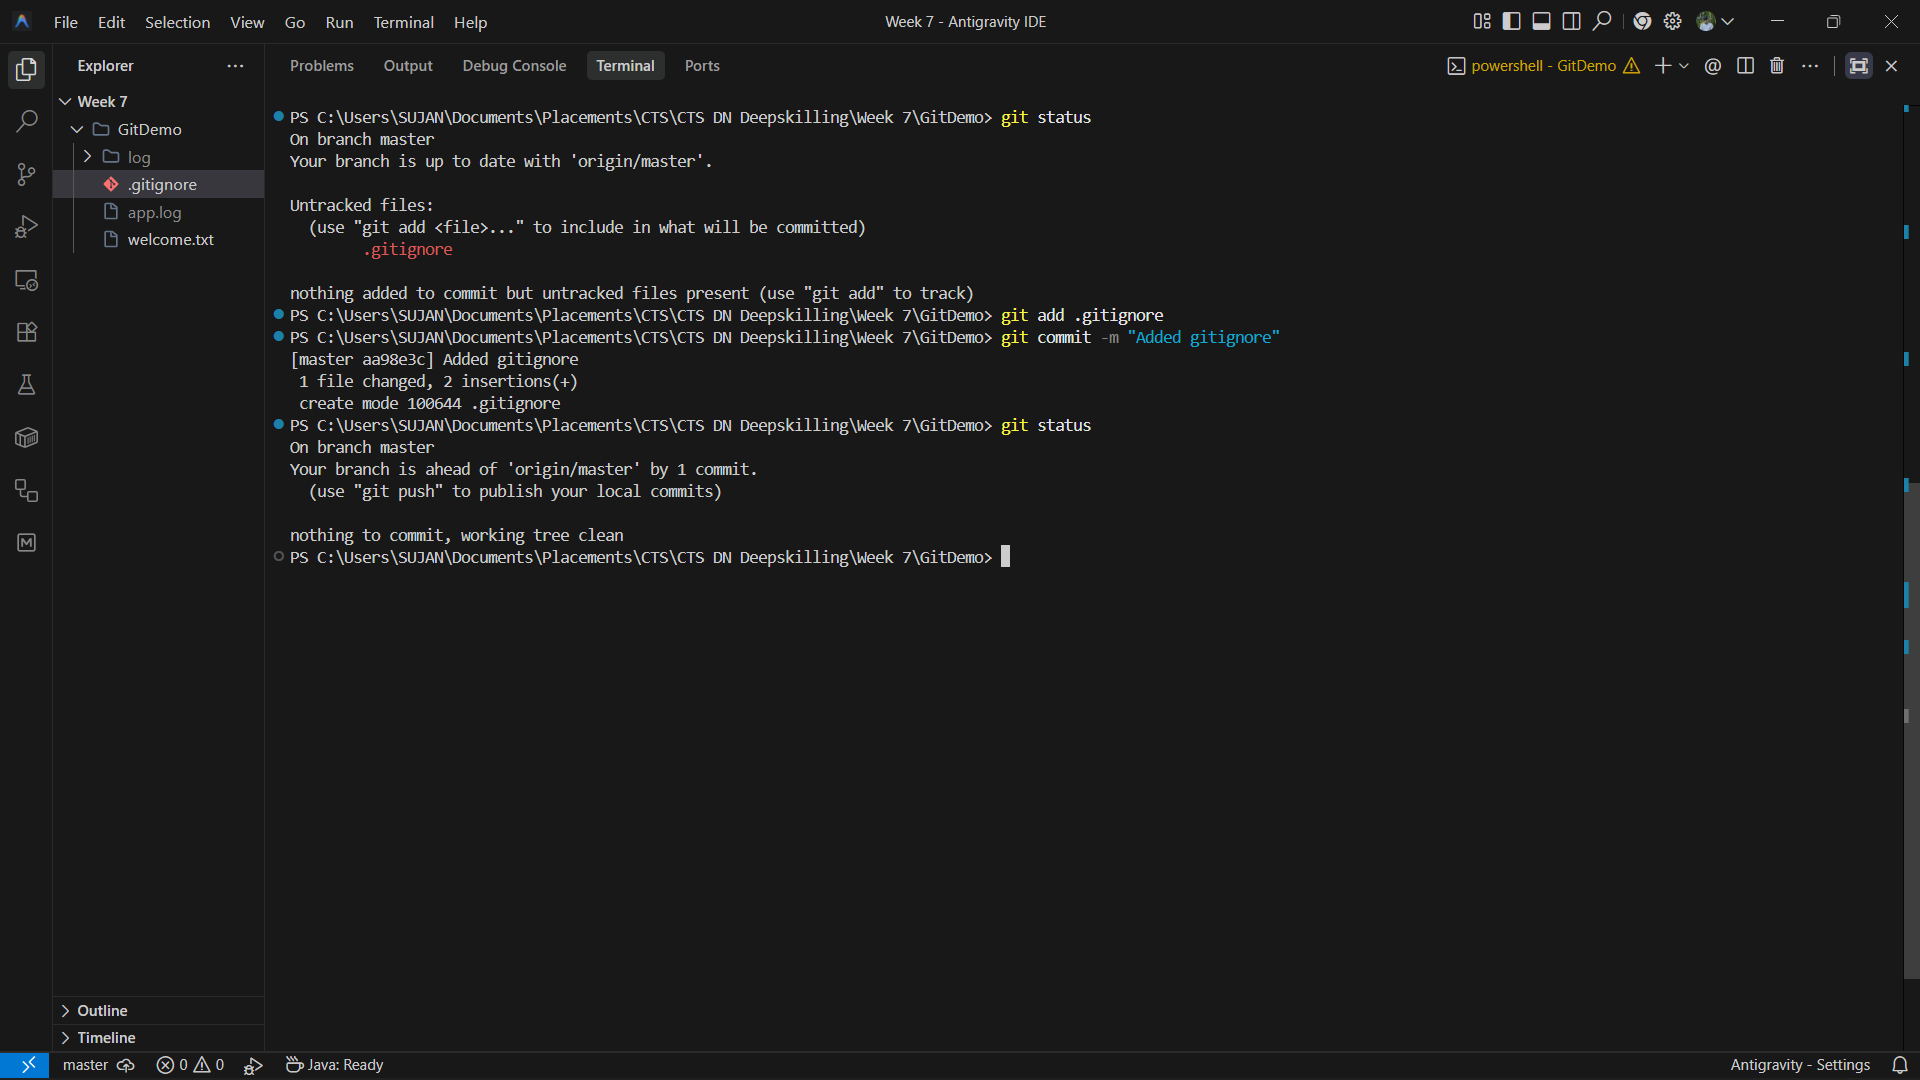 File Edit Selection View Go Run Terminal Help
Week 7 - Antigravity IDE
Explorer
Problems Output Debug Console Terminal Ports
powershell - GitDemo
Week 7
GitDemo
log
.gitignore
app.log
welcome.txt
PS C:\Users\SUJAN\Documents\Placements\CTS\CTS DN Deepskilling\Week 7\GitDemo> git status
On branch master
Your branch is up to date with 'origin/master'.
Untracked files:
  (use "git add <file>..." to include in what will be committed)
        .gitignore
nothing added to commit but untracked files present (use "git add" to track)
PS C:\Users\SUJAN\Documents\Placements\CTS\CTS DN Deepskilling\Week 7\GitDemo> git add .gitignore
PS C:\Users\SUJAN\Documents\Placements\CTS\CTS DN Deepskilling\Week 7\GitDemo> git commit -m "Added gitignore"
[master aa98e3c] Added gitignore
 1 file changed, 2 insertions(+)
 create mode 100644 .gitignore
PS C:\Users\SUJAN\Documents\Placements\CTS\CTS DN Deepskilling\Week 7\GitDemo> git status
On branch master
Your branch is ahead of 'origin/master' by 1 commit.
  (use "git push" to publish your local commits)
nothing to commit, working tree clean
PS C:\Users\SUJAN\Documents\Placements\CTS\CTS DN Deepskilling\Week 7\GitDemo>
Outline
Timeline
master 0 0 Java: Ready
Antigravity - Settings